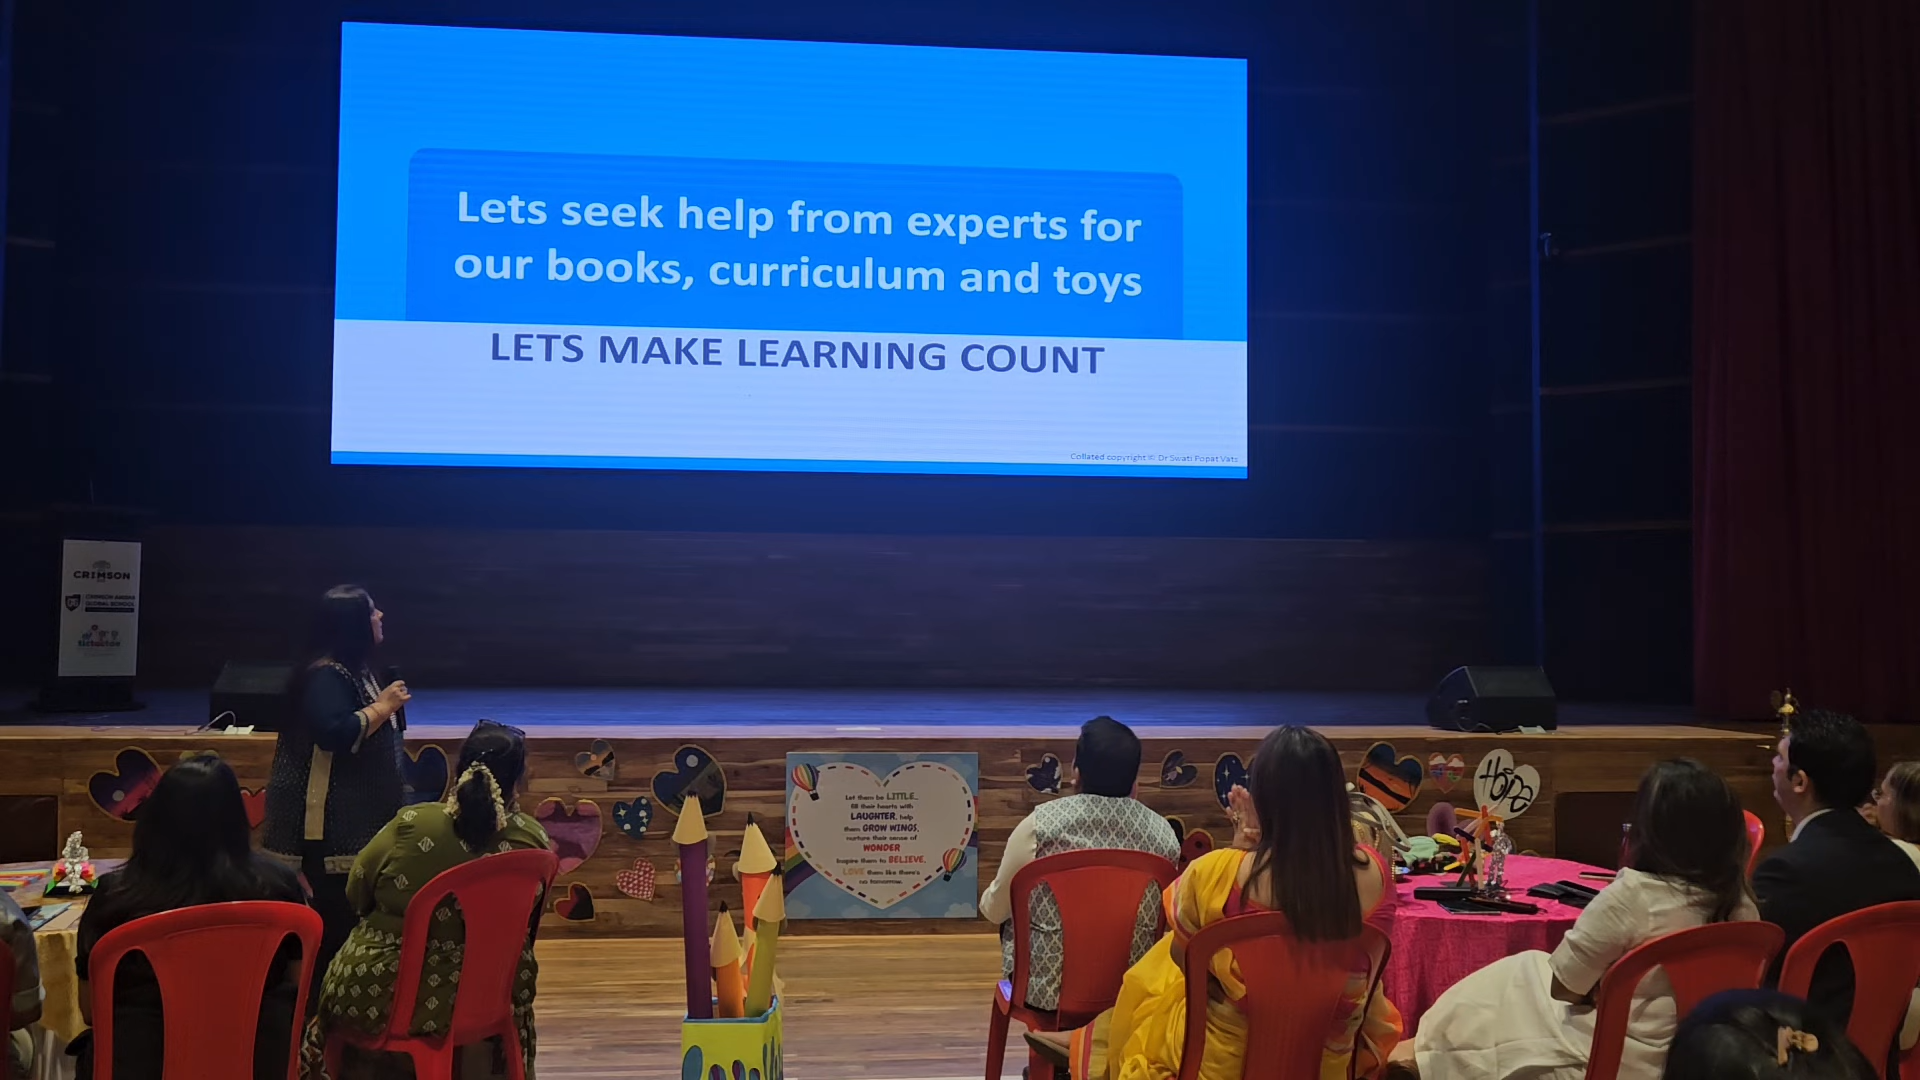 Lets seek help from experts for
our books, curriculum and toys
LETS MAKE LEARNING COUNT
Collated copyright © Dr Swati Popat Vats
CRIMSON
GLOBAL SCHOOL
Let them be LITTLE...
fill their hearts with
LAUGHTER, help
them GROW WINGS,
nurture their sense of
WONDER
Inspire them to BELIEVE,
LOVE them like there's
no tomorrow.
Hope